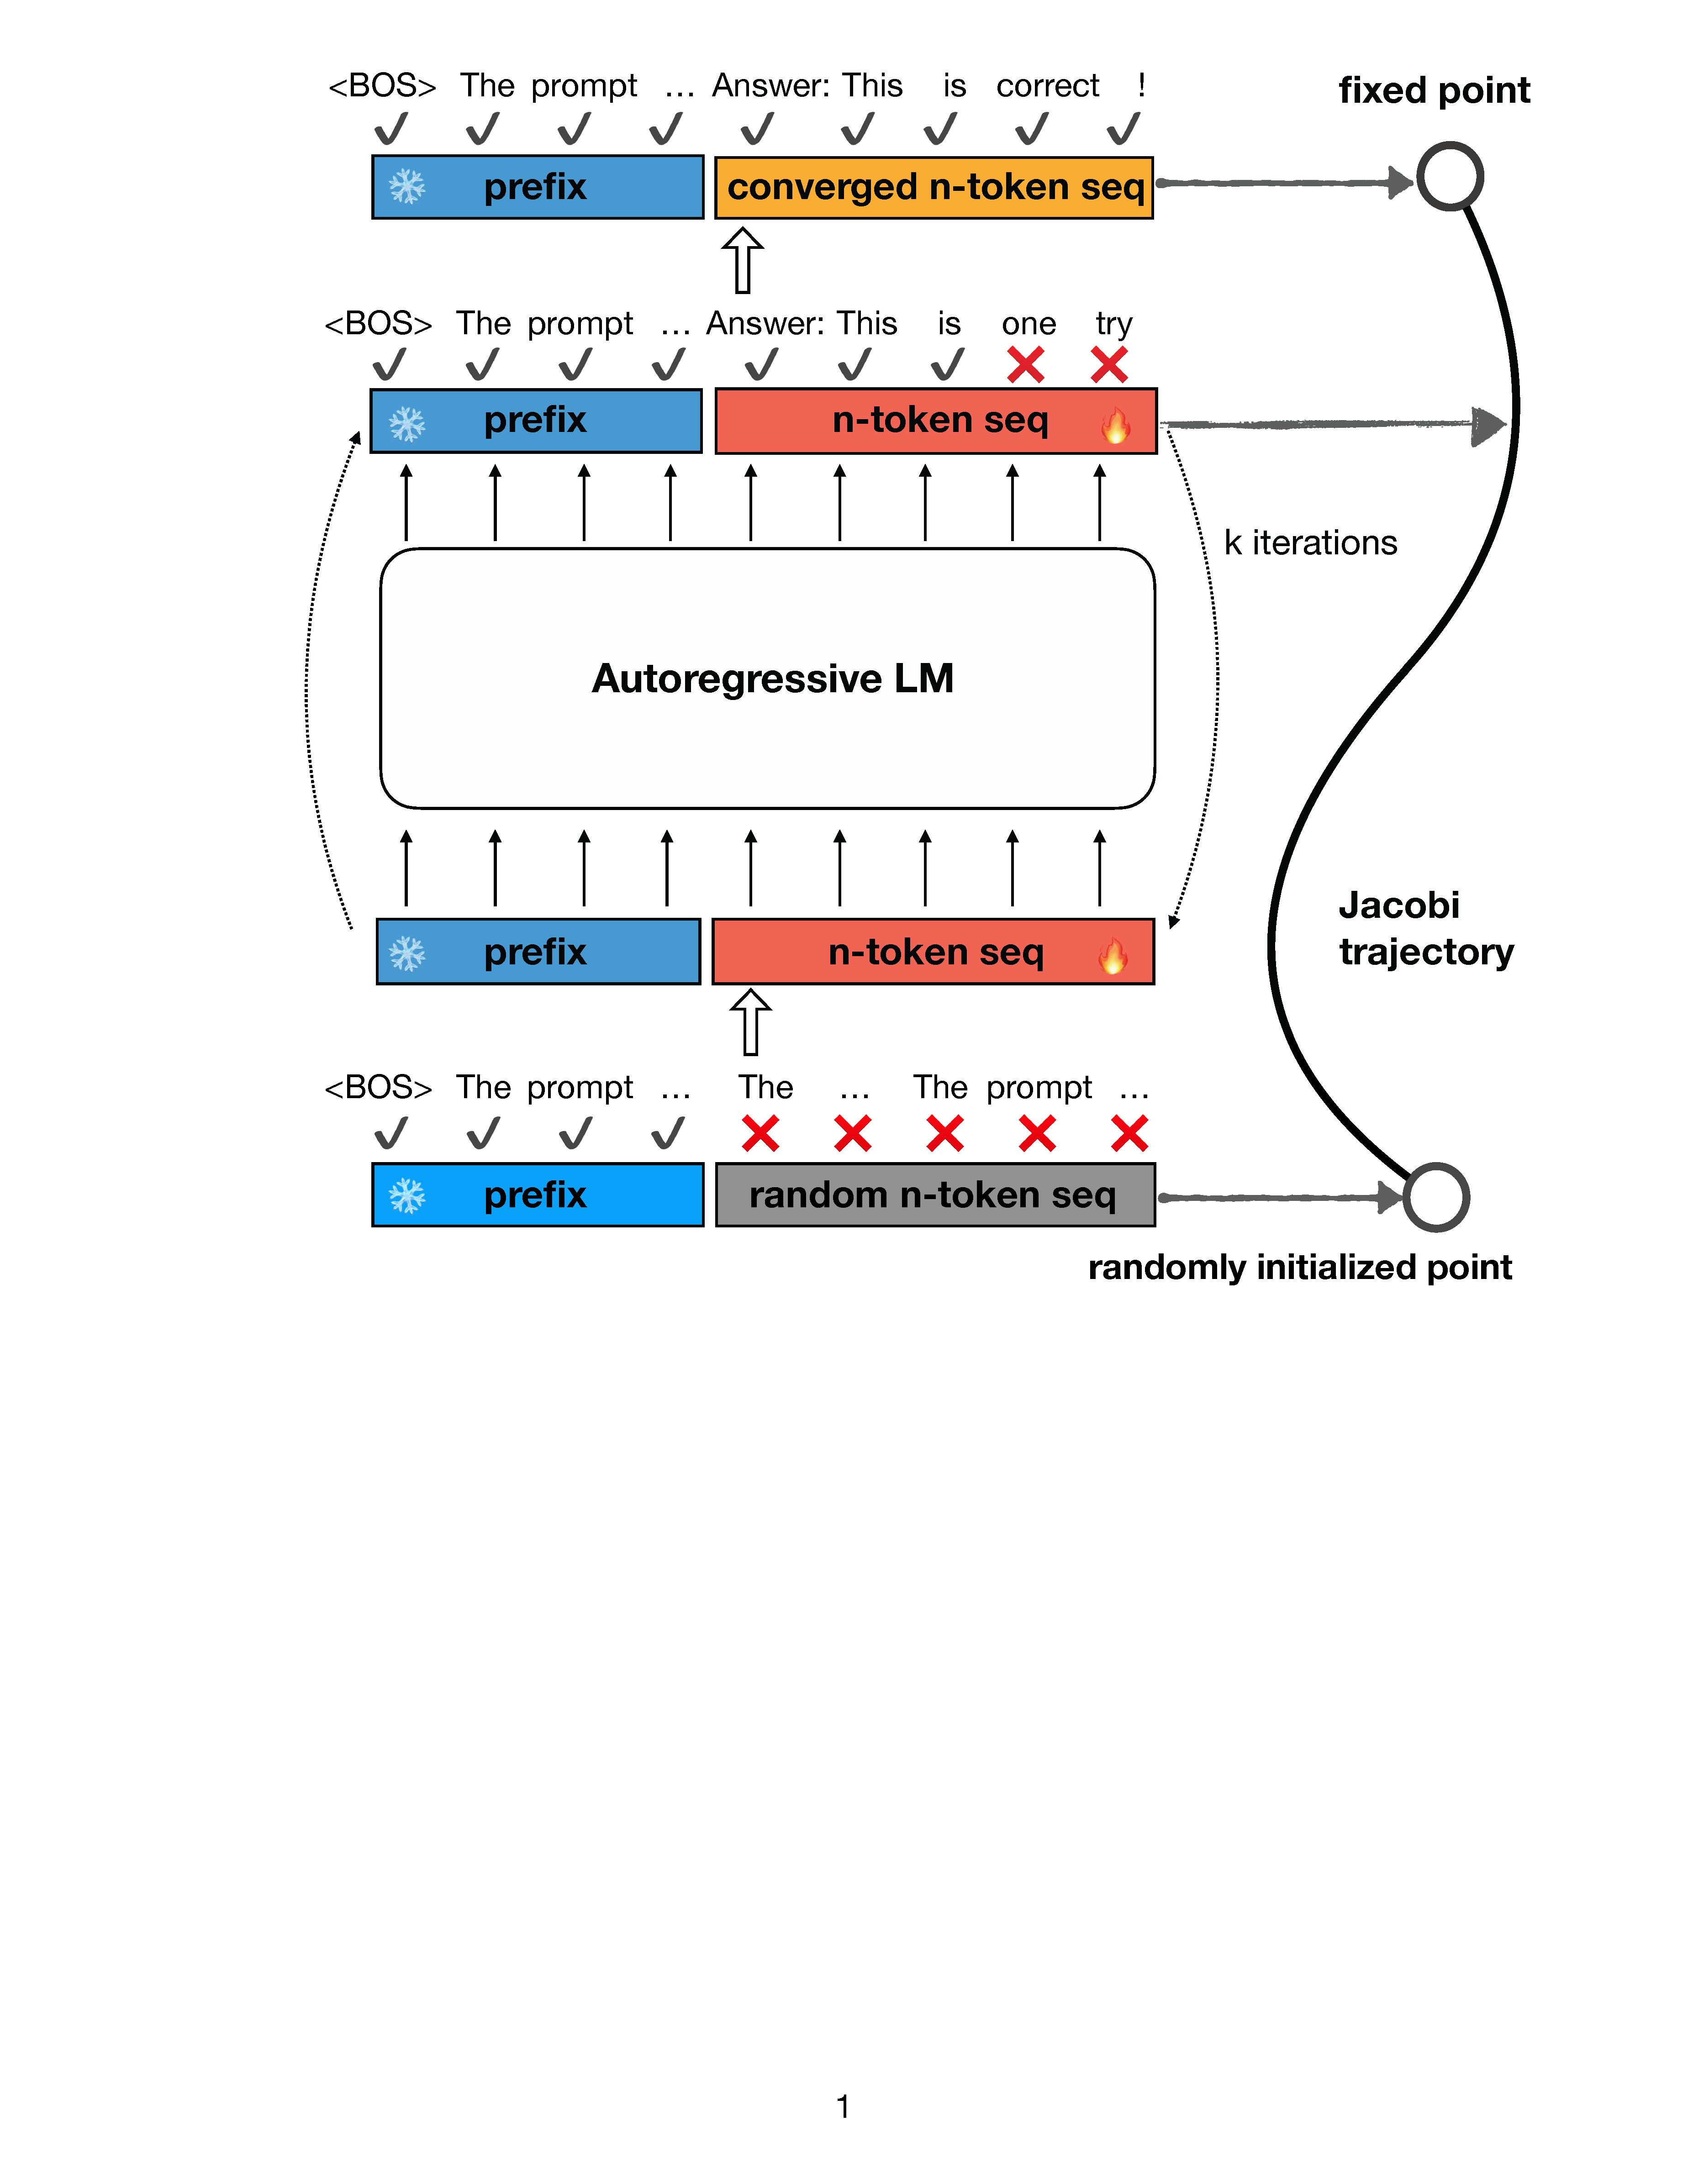 <BOS> The prompt ... Answer: This is correct !
fixed point
prefix
converged n-token seq
<BOS> The prompt ... Answer: This is one try
prefix
n-token seq
k iterations
Autoregressive LM
Jacobi
trajectory
prefix
n-token seq
<BOS> The prompt ... The ... The prompt ...
prefix
random n-token seq
randomly initialized point
1